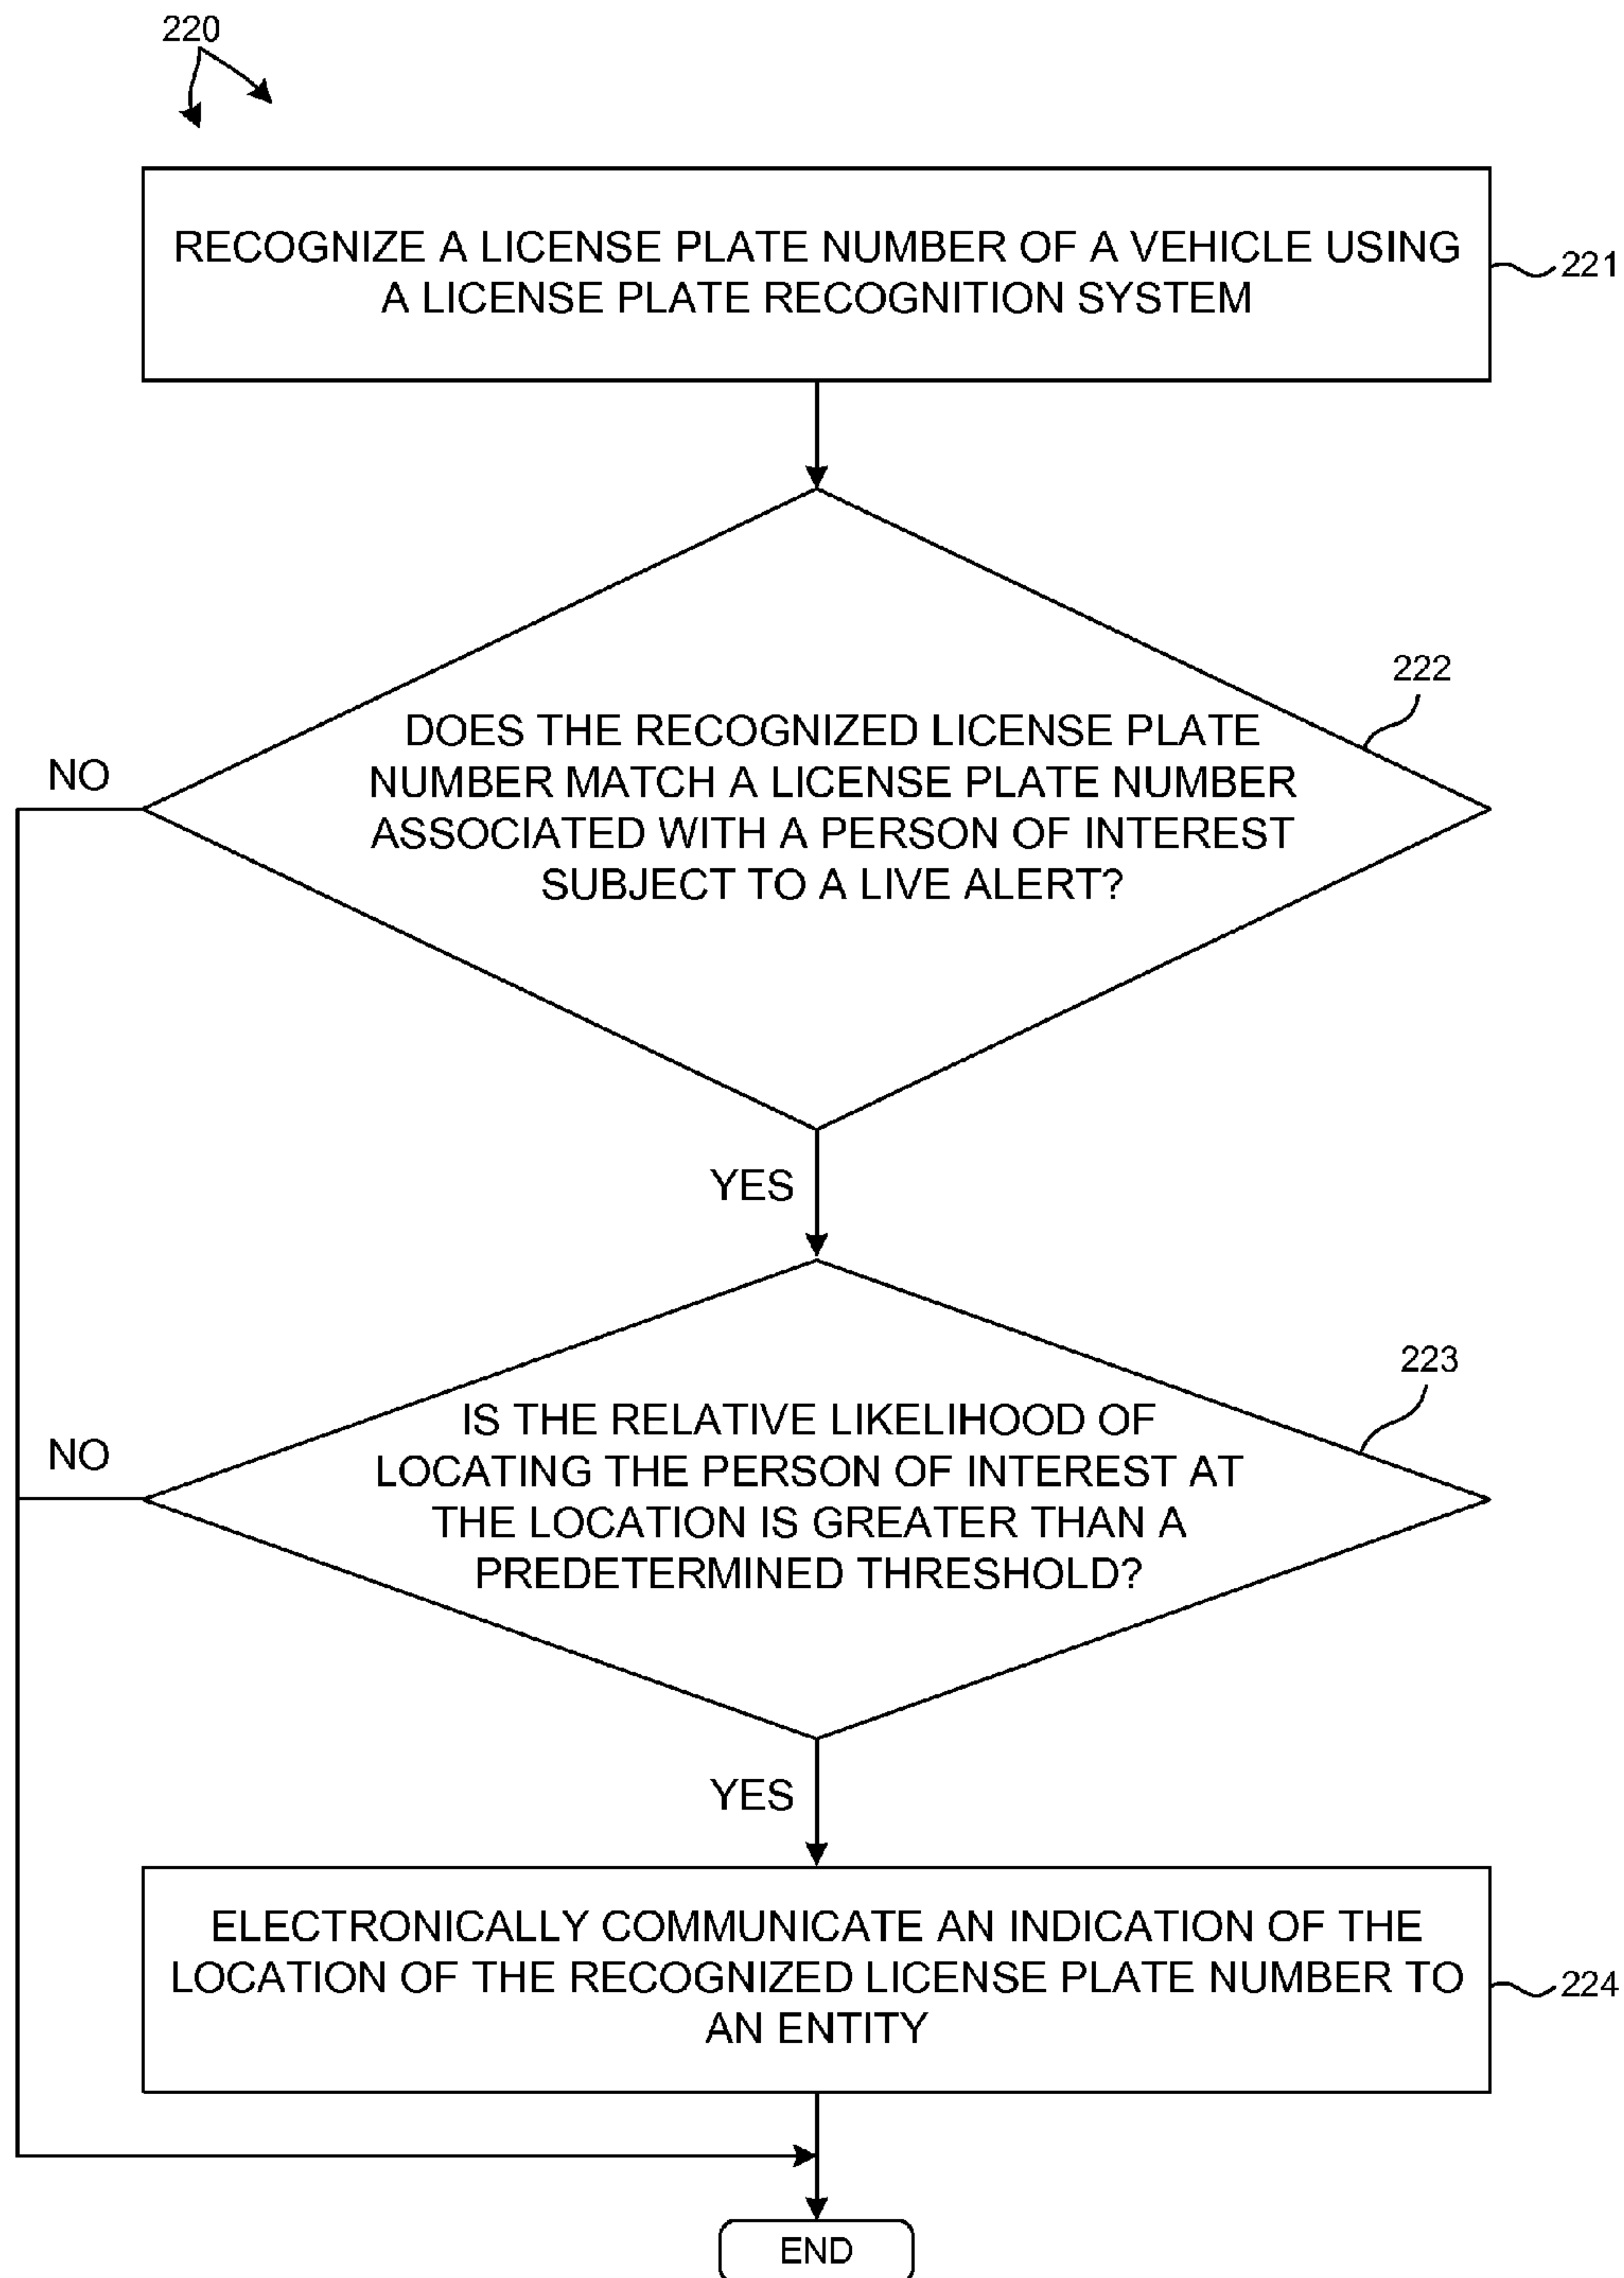 220
RECOGNIZE A LICENSE PLATE NUMBER OF A VEHICLE USING
A LICENSE PLATE RECOGNITION SYSTEM
221
222
DOES THE RECOGNIZED LICENSE PLATE
NUMBER MATCH A LICENSE PLATE NUMBER
ASSOCIATED WITH A PERSON OF INTEREST
SUBJECT TO A LIVE ALERT?
NO
YES
223
IS THE RELATIVE LIKELIHOOD OF
LOCATING THE PERSON OF INTEREST AT
THE LOCATION IS GREATER THAN A
PREDETERMINED THRESHOLD?
NO
YES
ELECTRONICALLY COMMUNICATE AN INDICATION OF THE
LOCATION OF THE RECOGNIZED LICENSE PLATE NUMBER TO
AN ENTITY
224
END